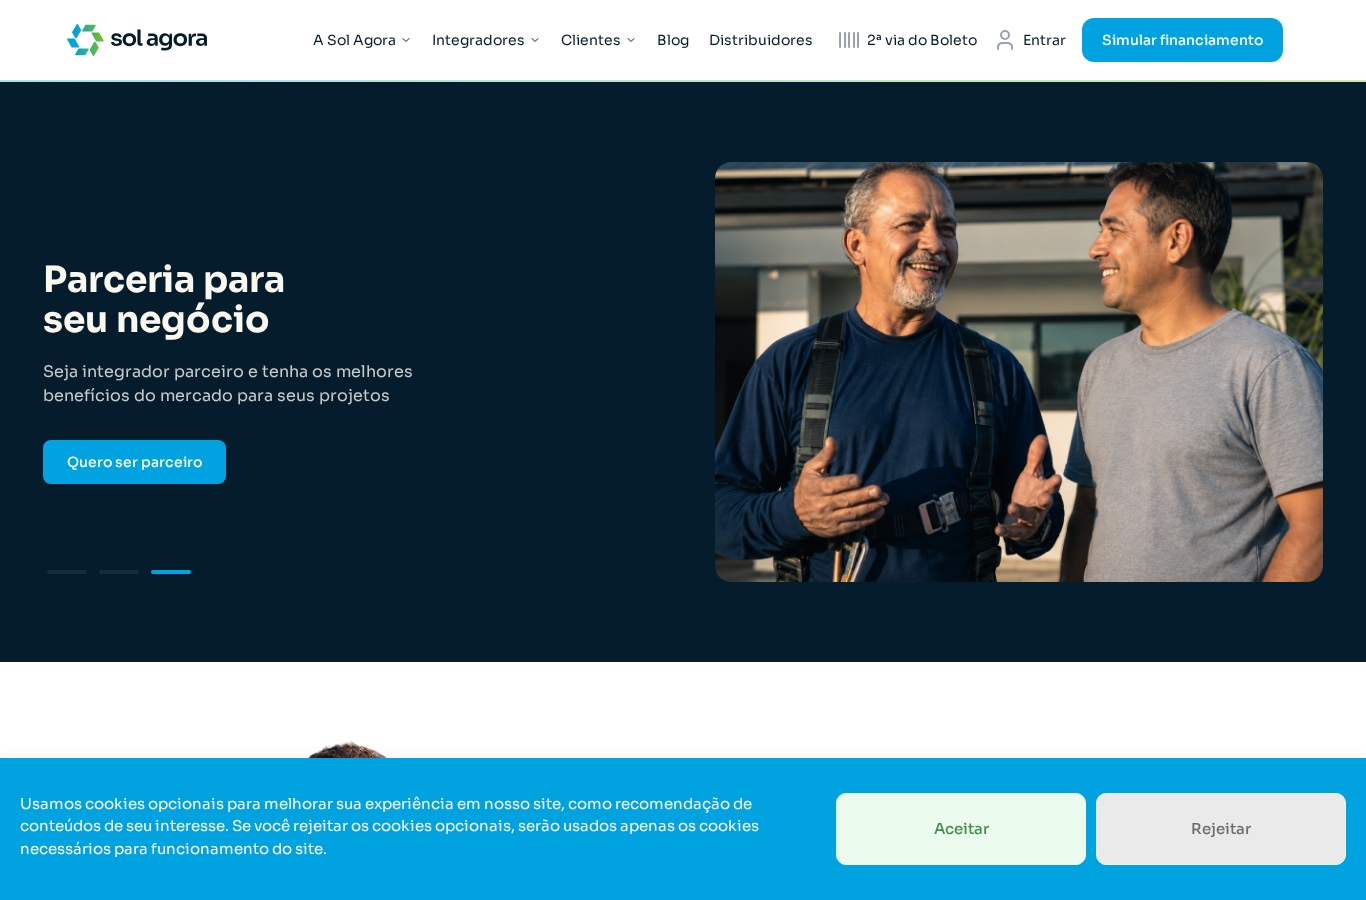 sol agora
A Sol Agora
Integradores
Clientes
Blog
Distribuidores
2ª via do Boleto
Entrar
Simular financiamento
Parceria para
seu negócio
Seja integrador parceiro e tenha os melhores
benefícios do mercado para seus projetos
Quero ser parceiro
Usamos cookies opcionais para melhorar sua experiência em nosso site, como recomendação de
conteúdos de seu interesse. Se você rejeitar os cookies opcionais, serão usados apenas os cookies
necessários para funcionamento do site.
Aceitar
Rejeitar